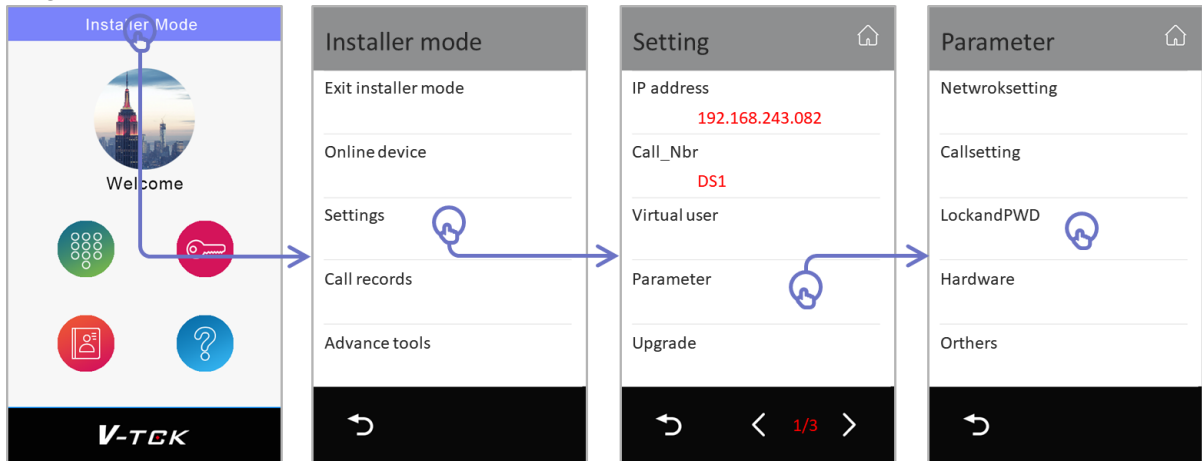 Installer Mode
Welcome
V-TEK
Installer mode
Exit installer mode
Online device
Settings
Call records
Advance tools
Setting
IP address
192.168.243.082
Call_Nbr
DS1
Virtual user
Parameter
Upgrade
1/3
Parameter
Netwroksetting
Callsetting
LockandPWD
Hardware
Orthers